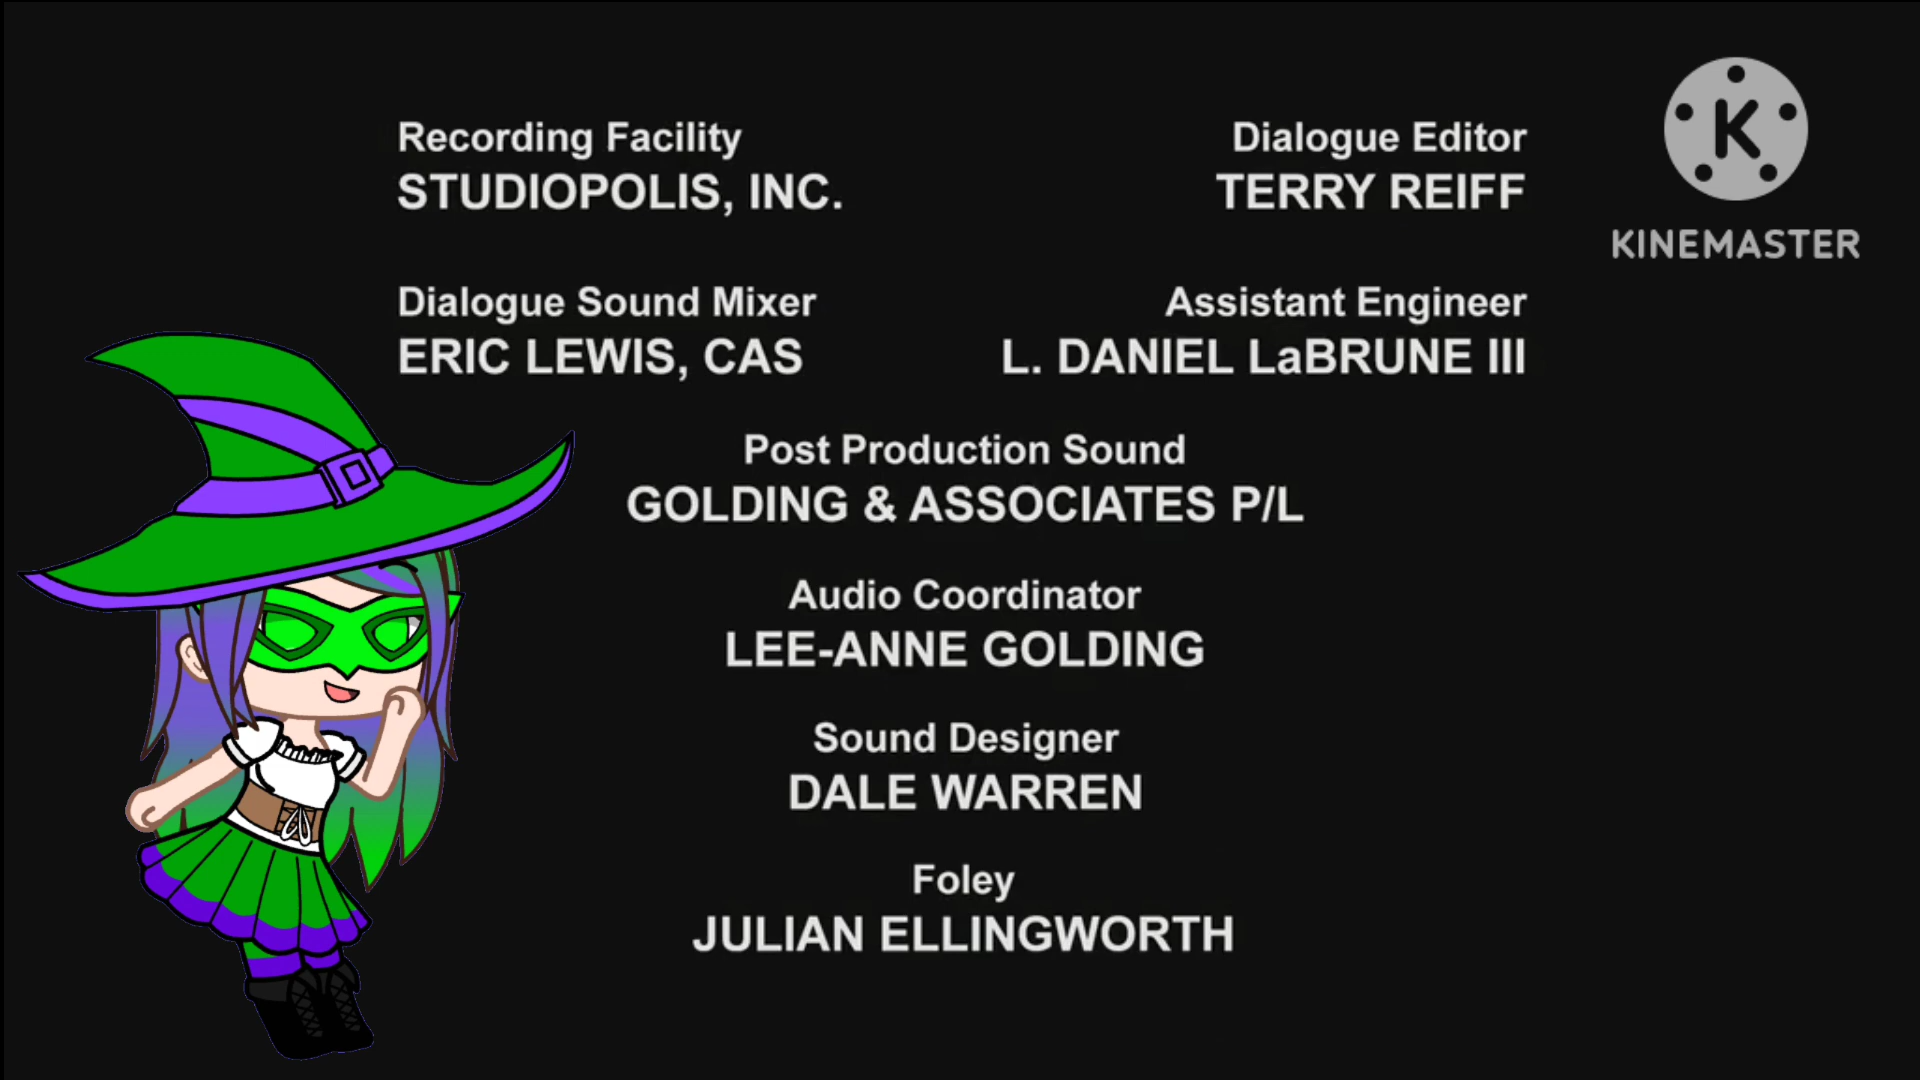 Recording Facility
STUDIOPOLIS, INC.
Dialogue Editor
TERRY REIFF
K
KINEMASTER
Dialogue Sound Mixer
ERIC LEWIS, CAS
Assistant Engineer
L. DANIEL LaBRUNE III
Post Production Sound
GOLDING & ASSOCIATES P/L
Audio Coordinator
LEE-ANNE GOLDING
Sound Designer
DALE WARREN
Foley
JULIAN ELLINGWORTH